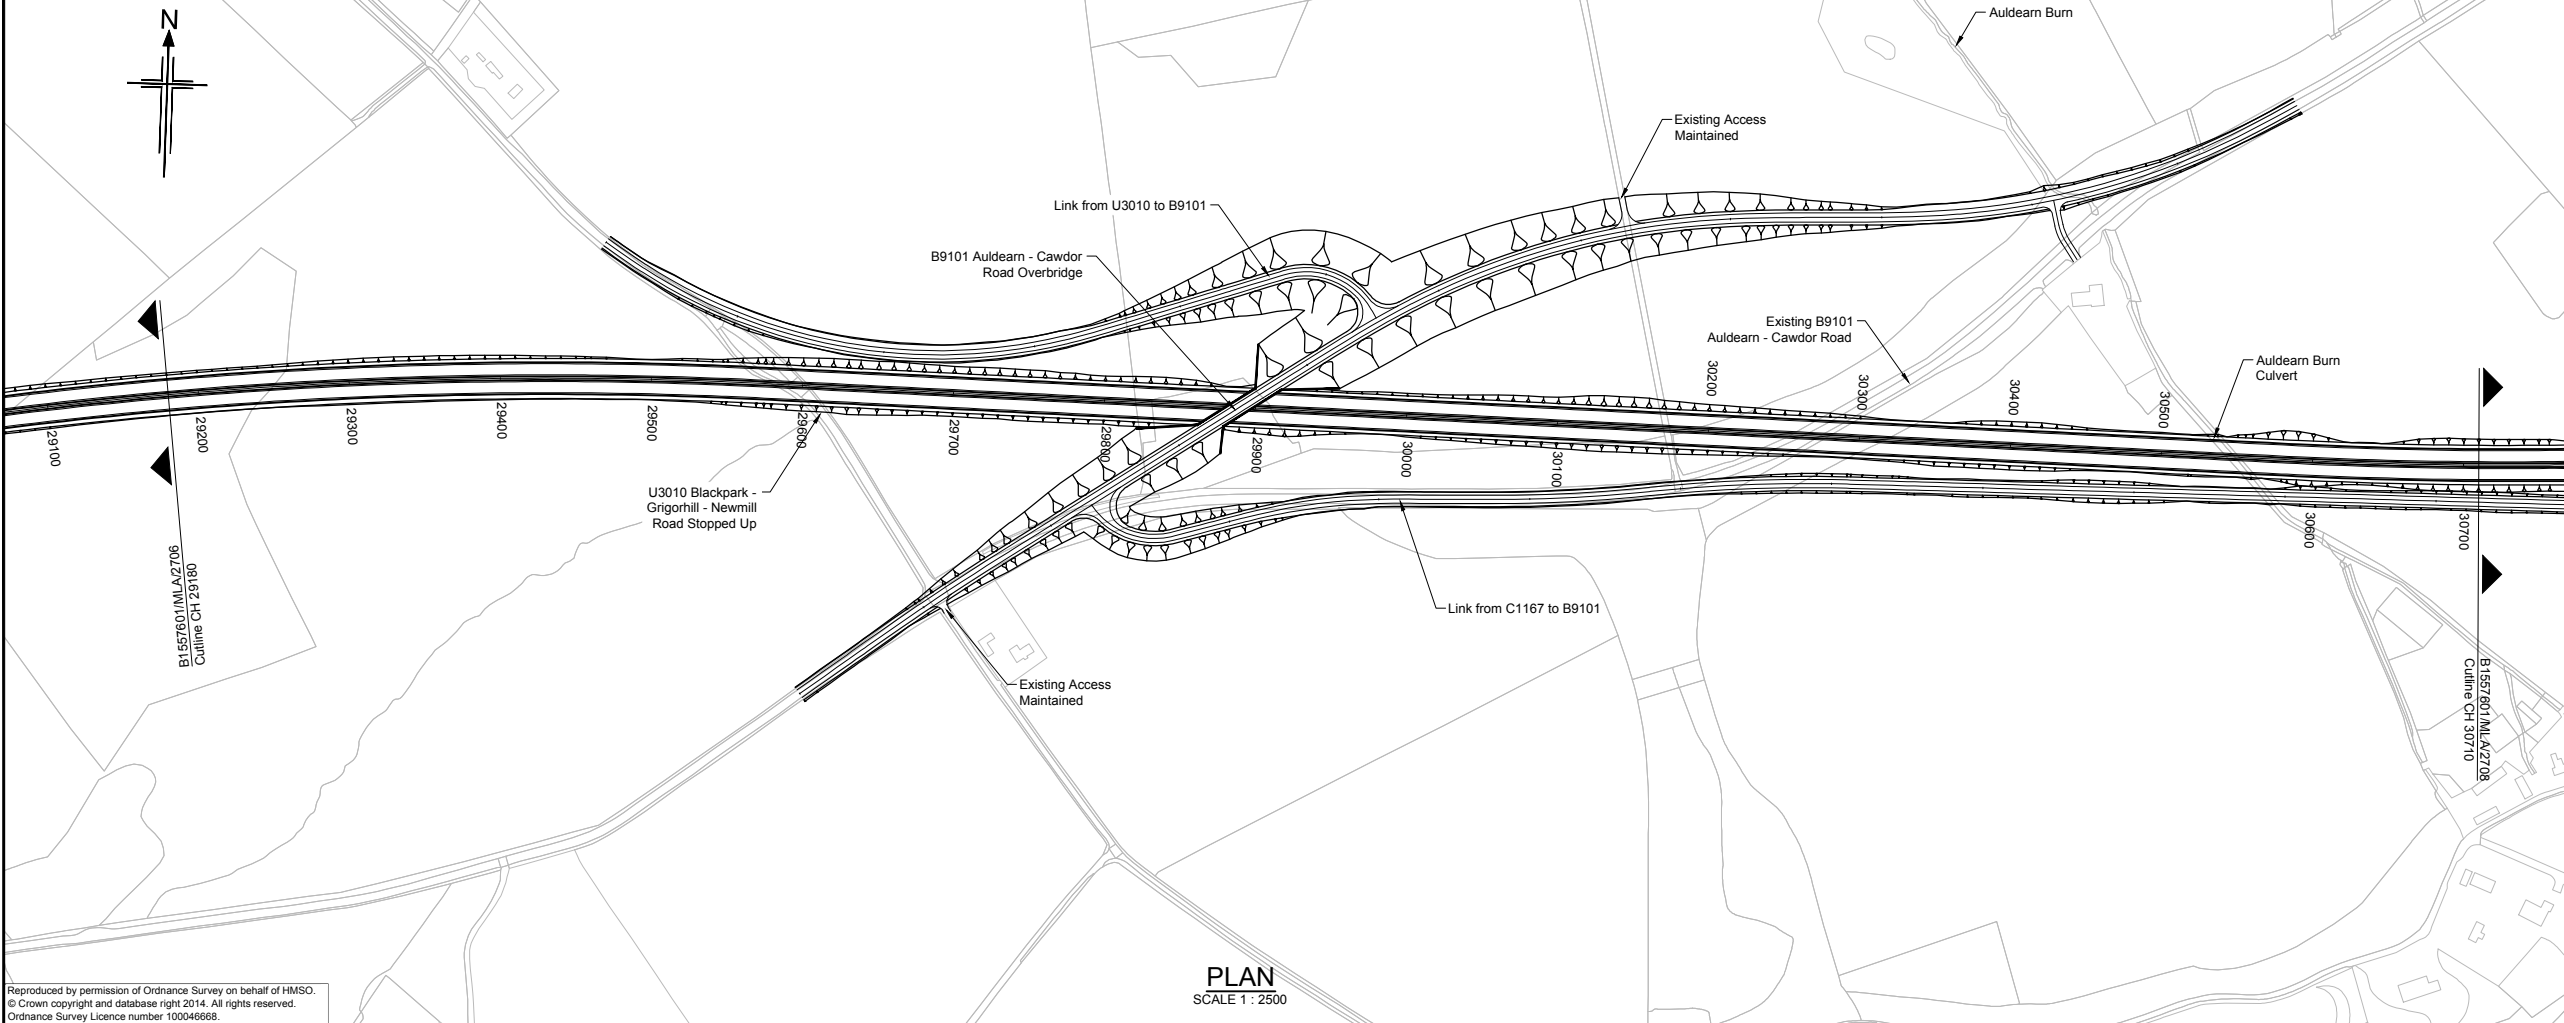 N
Auldearn Burn
Existing Access
Maintained
Link from U3010 to B9101
B9101 Auldearn - Cawdor
Road Overbridge
Existing B9101
Auldearn - Cawdor Road
Auldearn Burn
Culvert
29100
29200
29300
29400
29500
29600
29700
29800
29900
30000
30100
30200
30300
30400
30500
30600
30700
U3010 Blackpark -
Grigorhill - Newmill
Road Stopped Up
B1557601/MLA/2706
Cutline CH 29180
Link from C1167 to B9101
Existing Access
Maintained
B1557601/MLA/2708
Cutline CH 30710
PLAN
SCALE 1 : 2500
Reproduced by permission of Ordnance Survey on behalf of HMSO.
© Crown copyright and database right 2014. All rights reserved.
Ordnance Survey Licence number 100046668.